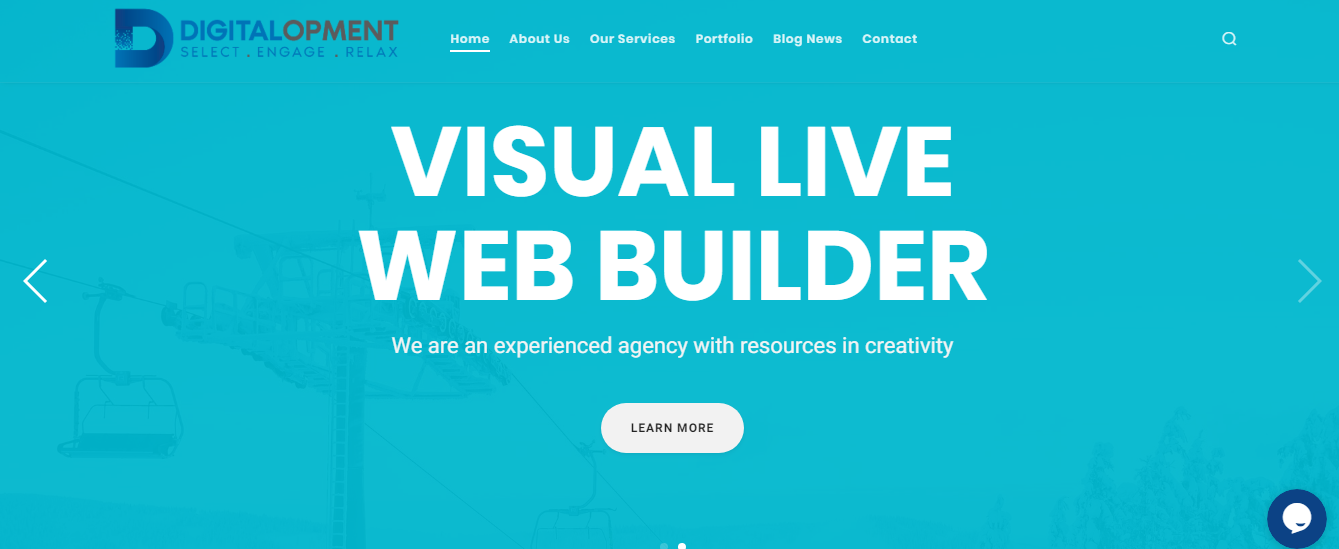 DIGITALOPMENT
SELECT . ENGAGE . RELAX
Home About Us Our Services Portfolio Blog News Contact
VISUAL LIVE
WEB BUILDER
We are an experienced agency with resources in creativity
LEARN MORE